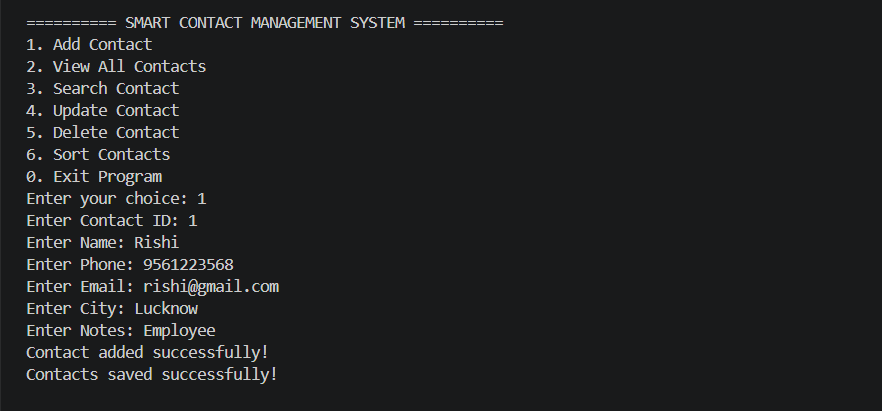 ========== SMART CONTACT MANAGEMENT SYSTEM ==========
1. Add Contact
2. View All Contacts
3. Search Contact
4. Update Contact
5. Delete Contact
6. Sort Contacts
0. Exit Program
Enter your choice: 1
Enter Contact ID: 1
Enter Name: Rishi
Enter Phone: 9561223568
Enter Email: rishi@gmail.com
Enter City: Lucknow
Enter Notes: Employee
Contact added successfully!
Contacts saved successfully!